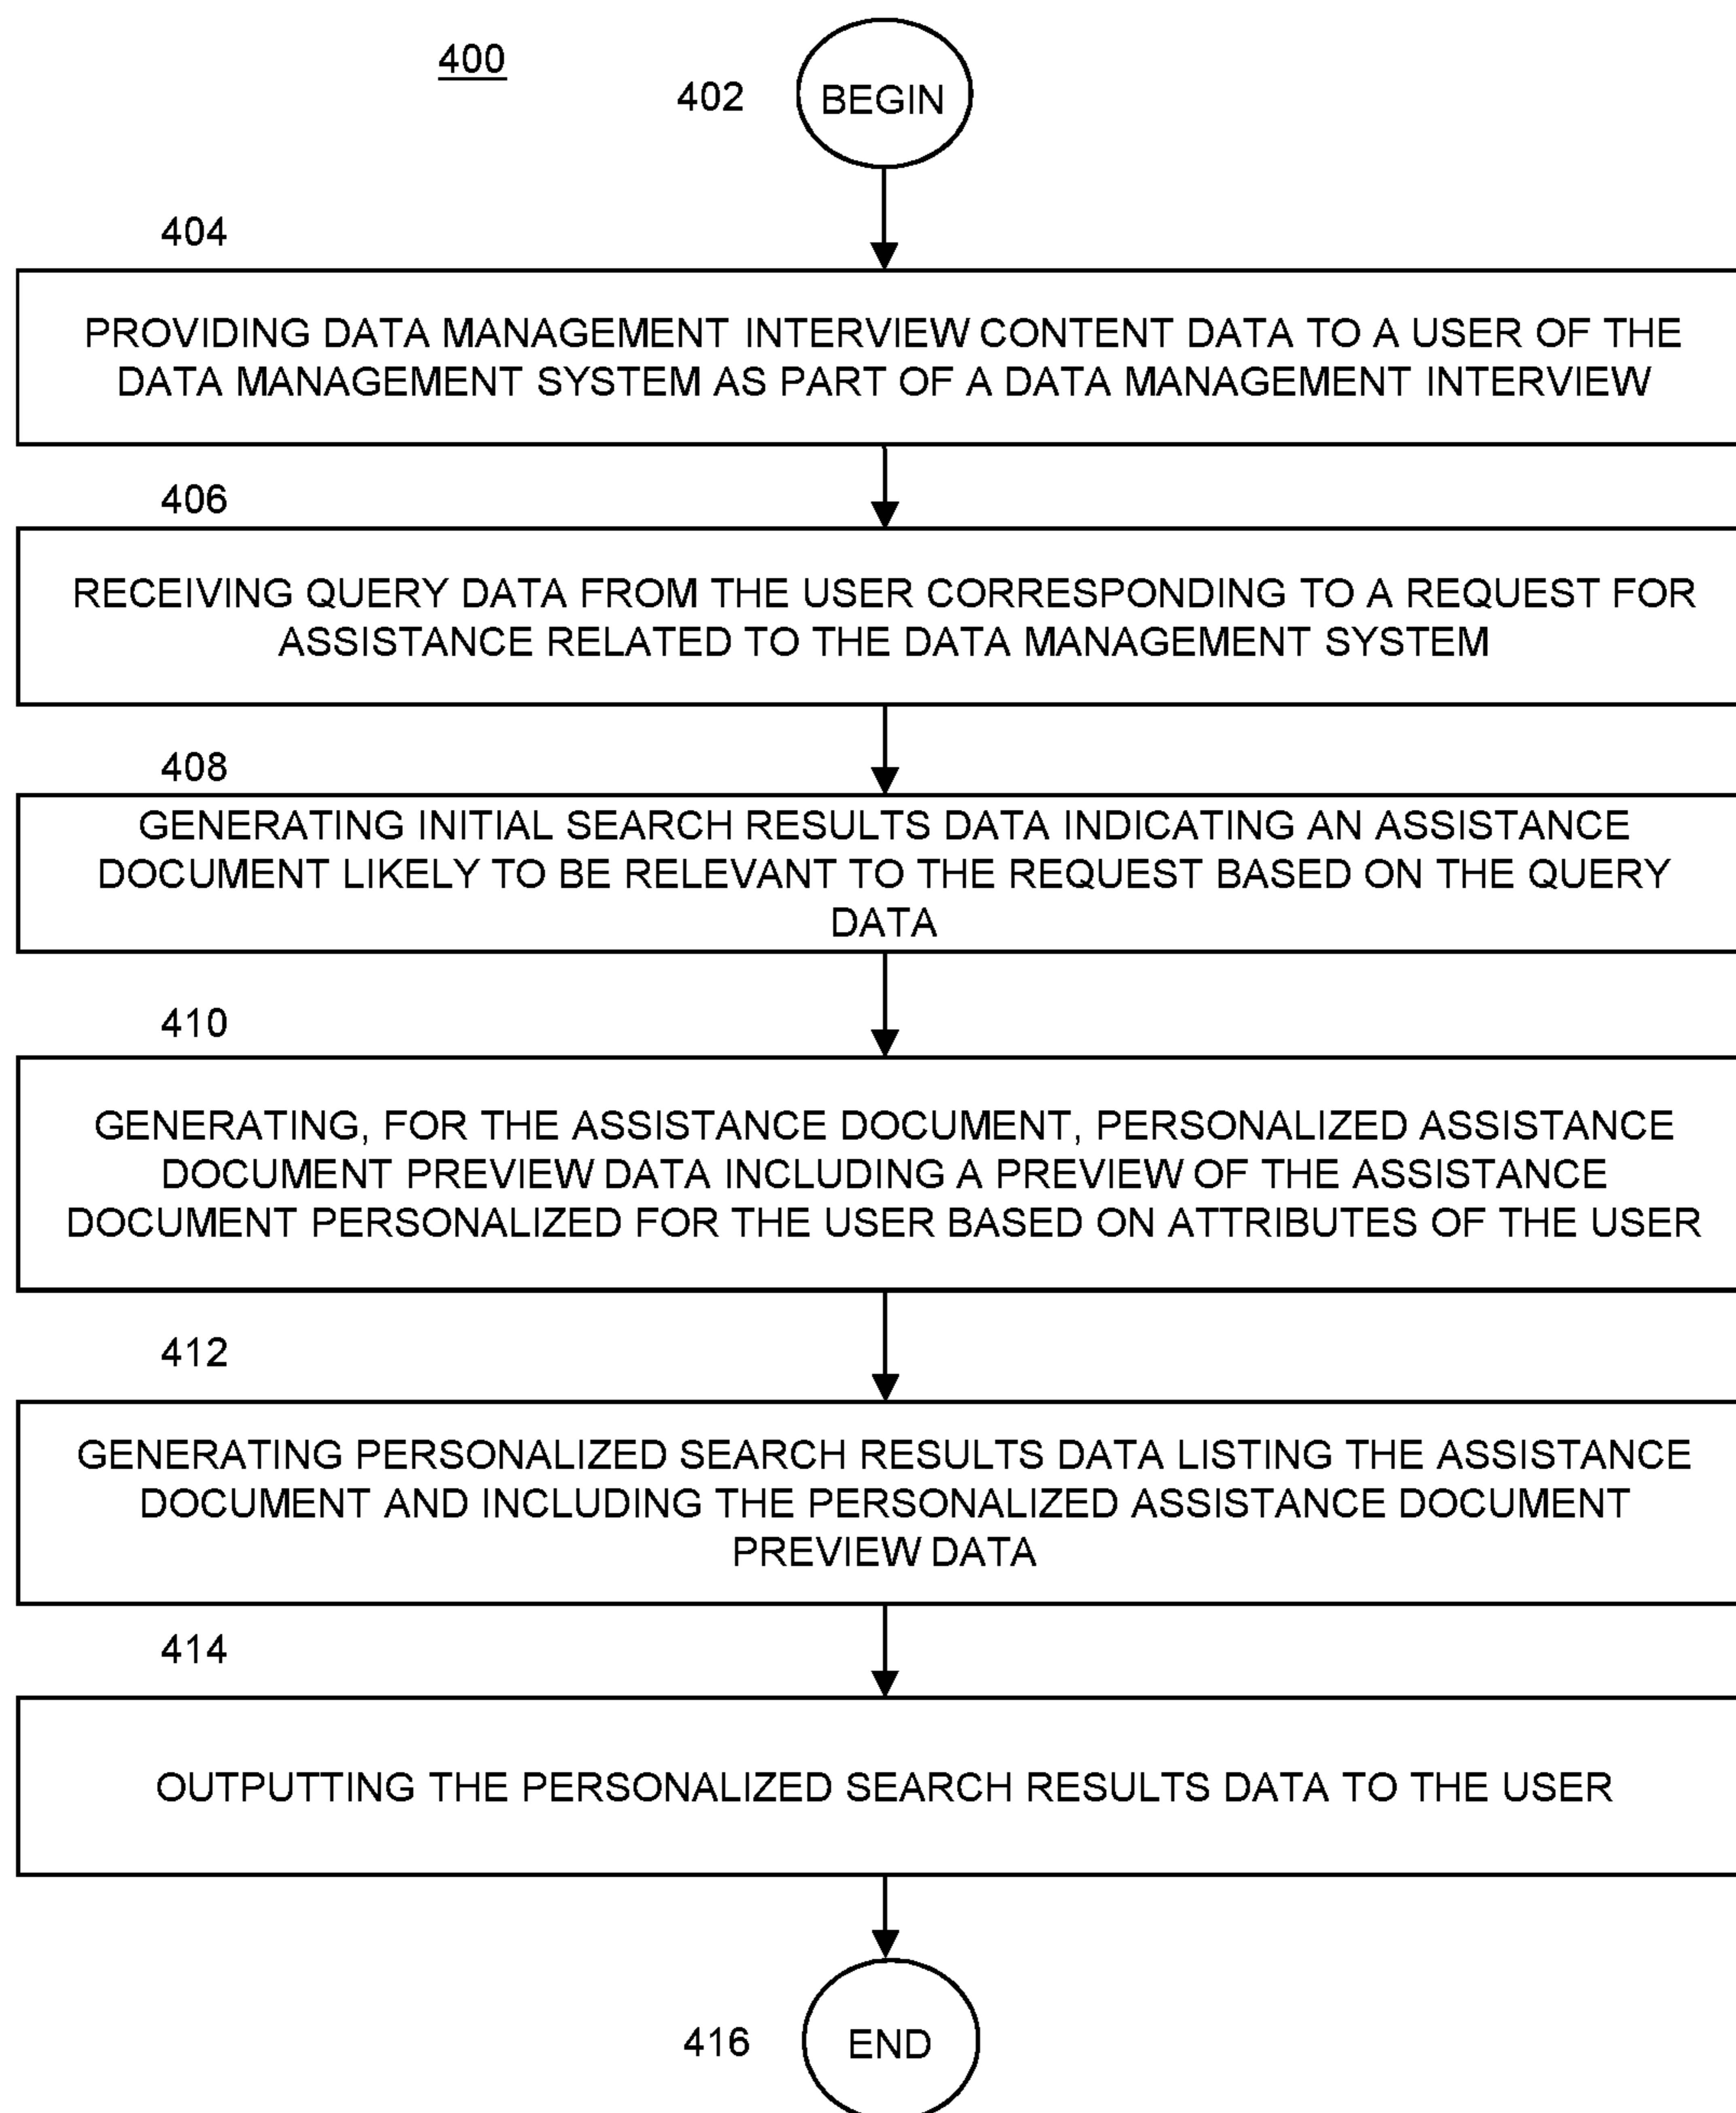 400
402
BEGIN
404
PROVIDING DATA MANAGEMENT INTERVIEW CONTENT DATA TO A USER OF THE
DATA MANAGEMENT SYSTEM AS PART OF A DATA MANAGEMENT INTERVIEW
406
RECEIVING QUERY DATA FROM THE USER CORRESPONDING TO A REQUEST FOR
ASSISTANCE RELATED TO THE DATA MANAGEMENT SYSTEM
408
GENERATING INITIAL SEARCH RESULTS DATA INDICATING AN ASSISTANCE
DOCUMENT LIKELY TO BE RELEVANT TO THE REQUEST BASED ON THE QUERY
DATA
410
GENERATING, FOR THE ASSISTANCE DOCUMENT, PERSONALIZED ASSISTANCE
DOCUMENT PREVIEW DATA INCLUDING A PREVIEW OF THE ASSISTANCE
DOCUMENT PERSONALIZED FOR THE USER BASED ON ATTRIBUTES OF THE USER
412
GENERATING PERSONALIZED SEARCH RESULTS DATA LISTING THE ASSISTANCE
DOCUMENT AND INCLUDING THE PERSONALIZED ASSISTANCE DOCUMENT
PREVIEW DATA
414
OUTPUTTING THE PERSONALIZED SEARCH RESULTS DATA TO THE USER
416
END